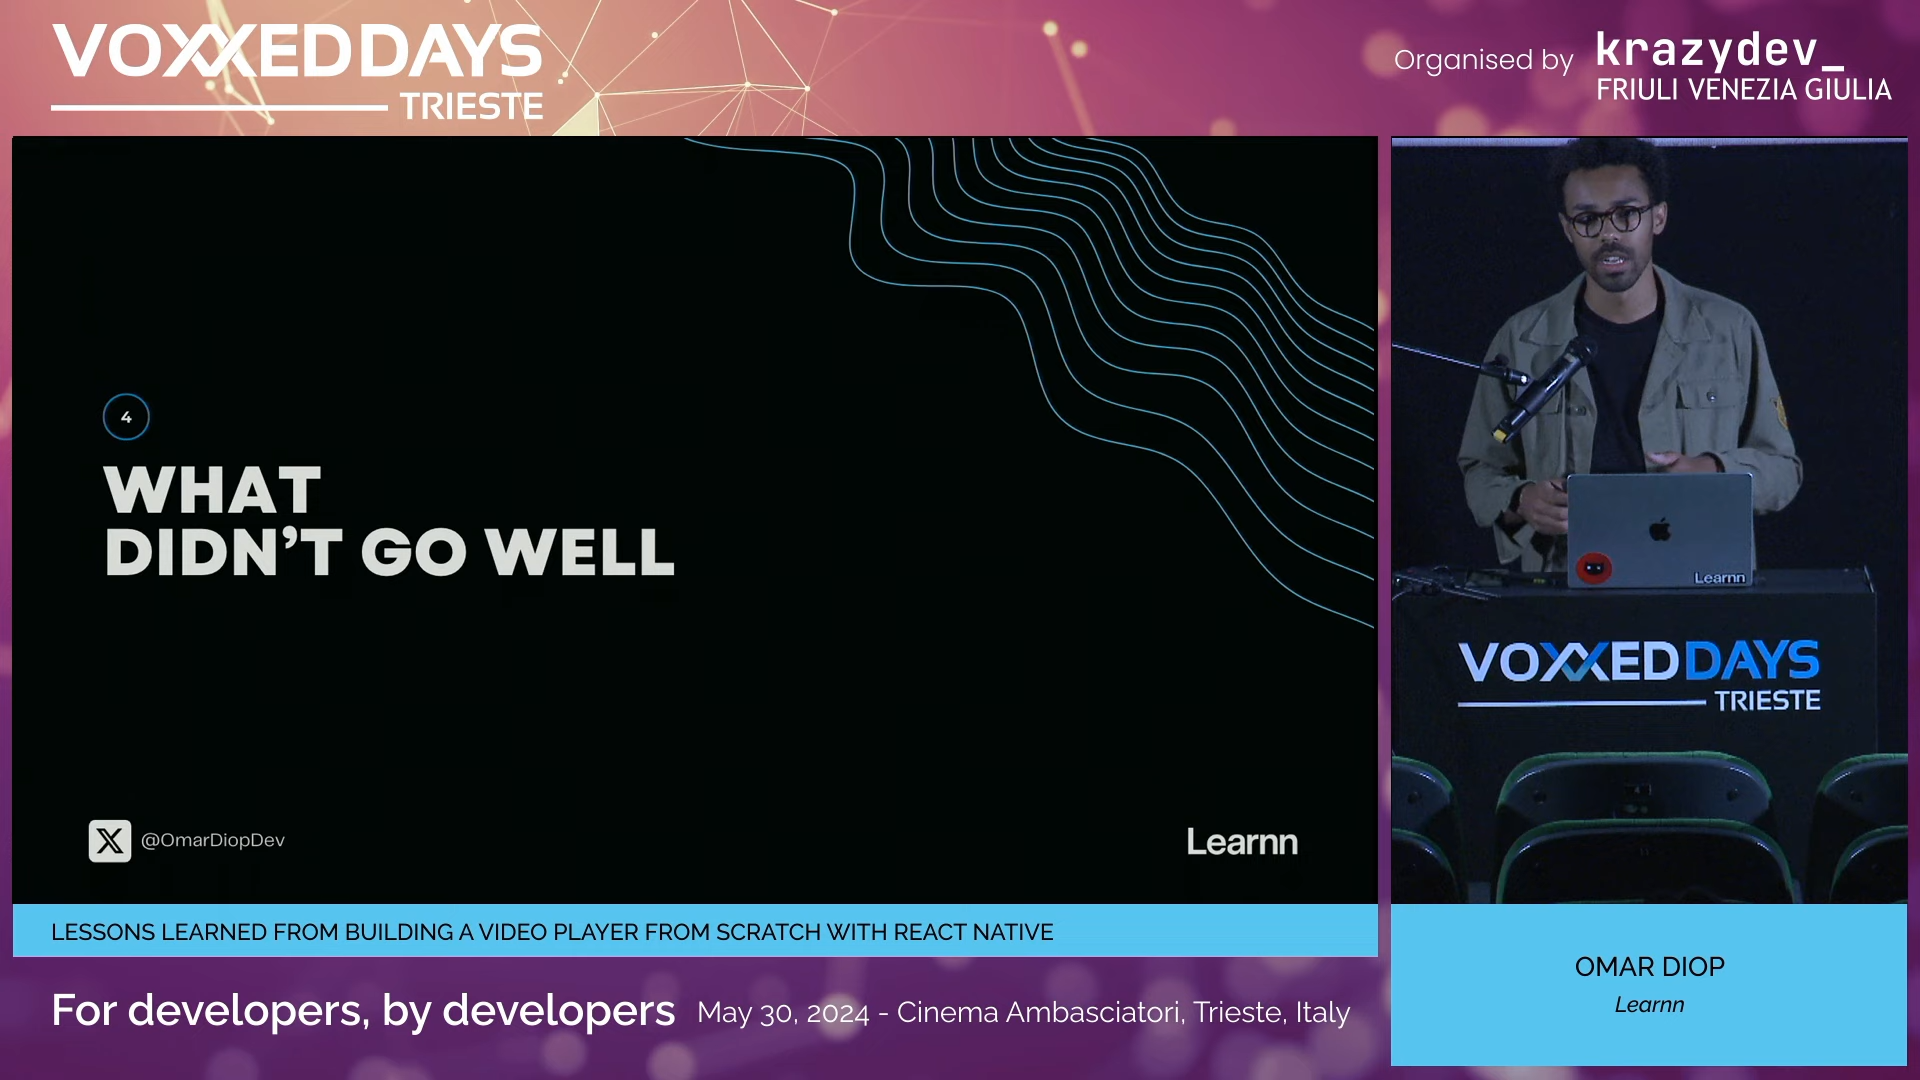 VOXXEDDAYS
TRIESTE
Organised by krazydev_
FRIULI VENEZIA GIULIA
4
WHAT
DIDN'T GO WELL
X @OmarDiopDev
Learnn
Learnn
VOXXEDDAYS
TRIESTE
LESSONS LEARNED FROM BUILDING A VIDEO PLAYER FROM SCRATCH WITH REACT NATIVE
OMAR DIOP
Learnn
For developers, by developers May 30, 2024 - Cinema Ambasciatori, Trieste, Italy